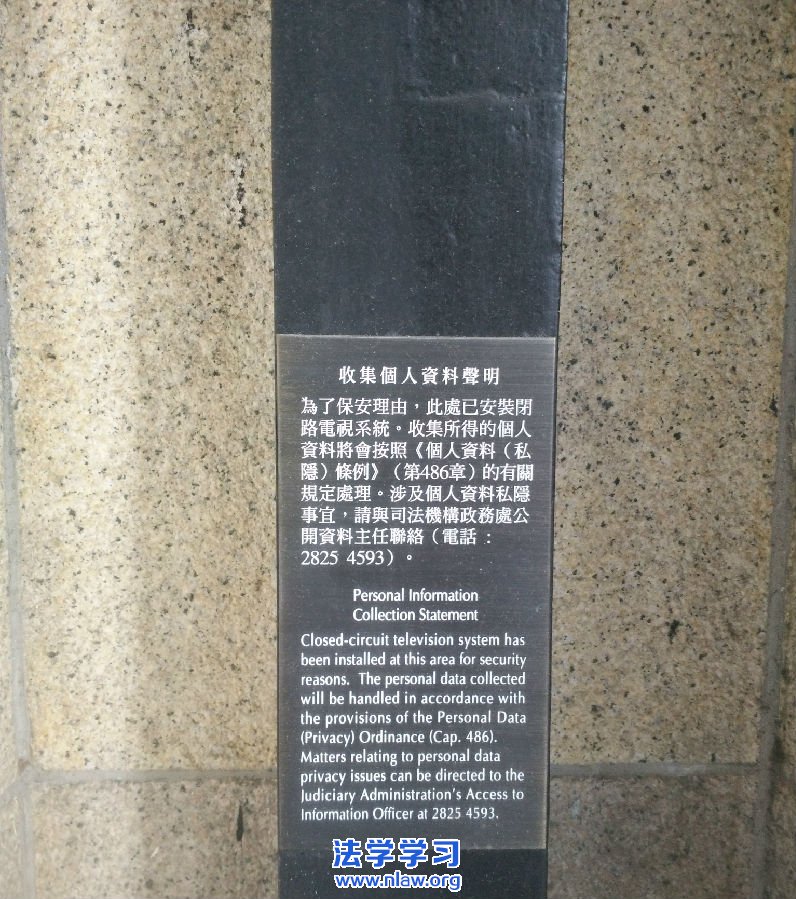 收集個人資料聲明
為了保安理由，此處已安裝閉
路電視系統。收集所得的個人
資料將會按照《個人資料（私
隱）條例》（第486章）的有關
規定處理。涉及個人資料私隱
事宜，請與司法機構政務處公
開資料主任聯絡（電話：
2825 4593）。
Personal Information
Collection Statement
Closed-circuit television system has
been installed at this area for security
reasons. The personal data collected
will be handled in accordance with
the provisions of the Personal Data
(Privacy) Ordinance (Cap. 486).
Matters relating to personal data
privacy issues can be directed to the
Judiciary Administration's Access to
Information Officer at 2825 4593.
法学学习
www.nlaw.org